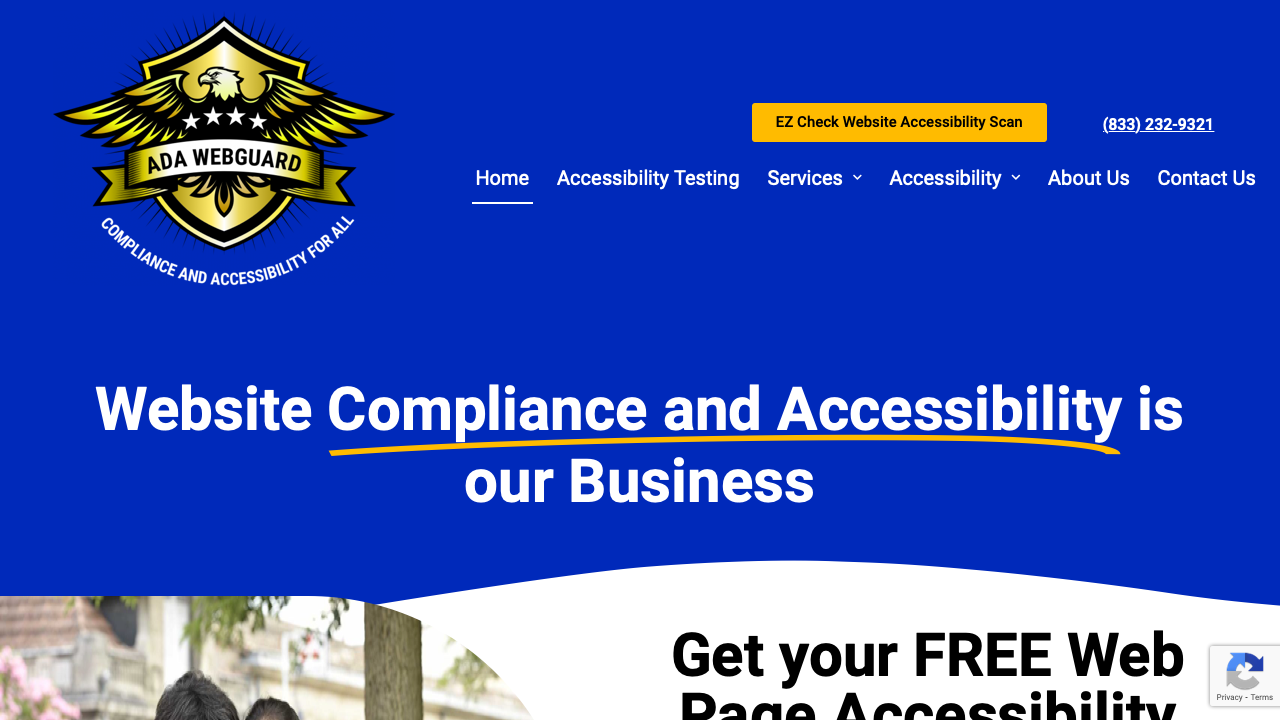 ADA WEBGUARD
COMPLIANCE AND ACCESSIBILITY FOR ALL
EZ Check Website Accessibility Scan
(833) 232-9321
Home
Accessibility Testing
Services
Accessibility
About Us
Contact Us
Website Compliance and Accessibility is
our Business
Get your FREE Web
Page Accessibility
Privacy - Terms